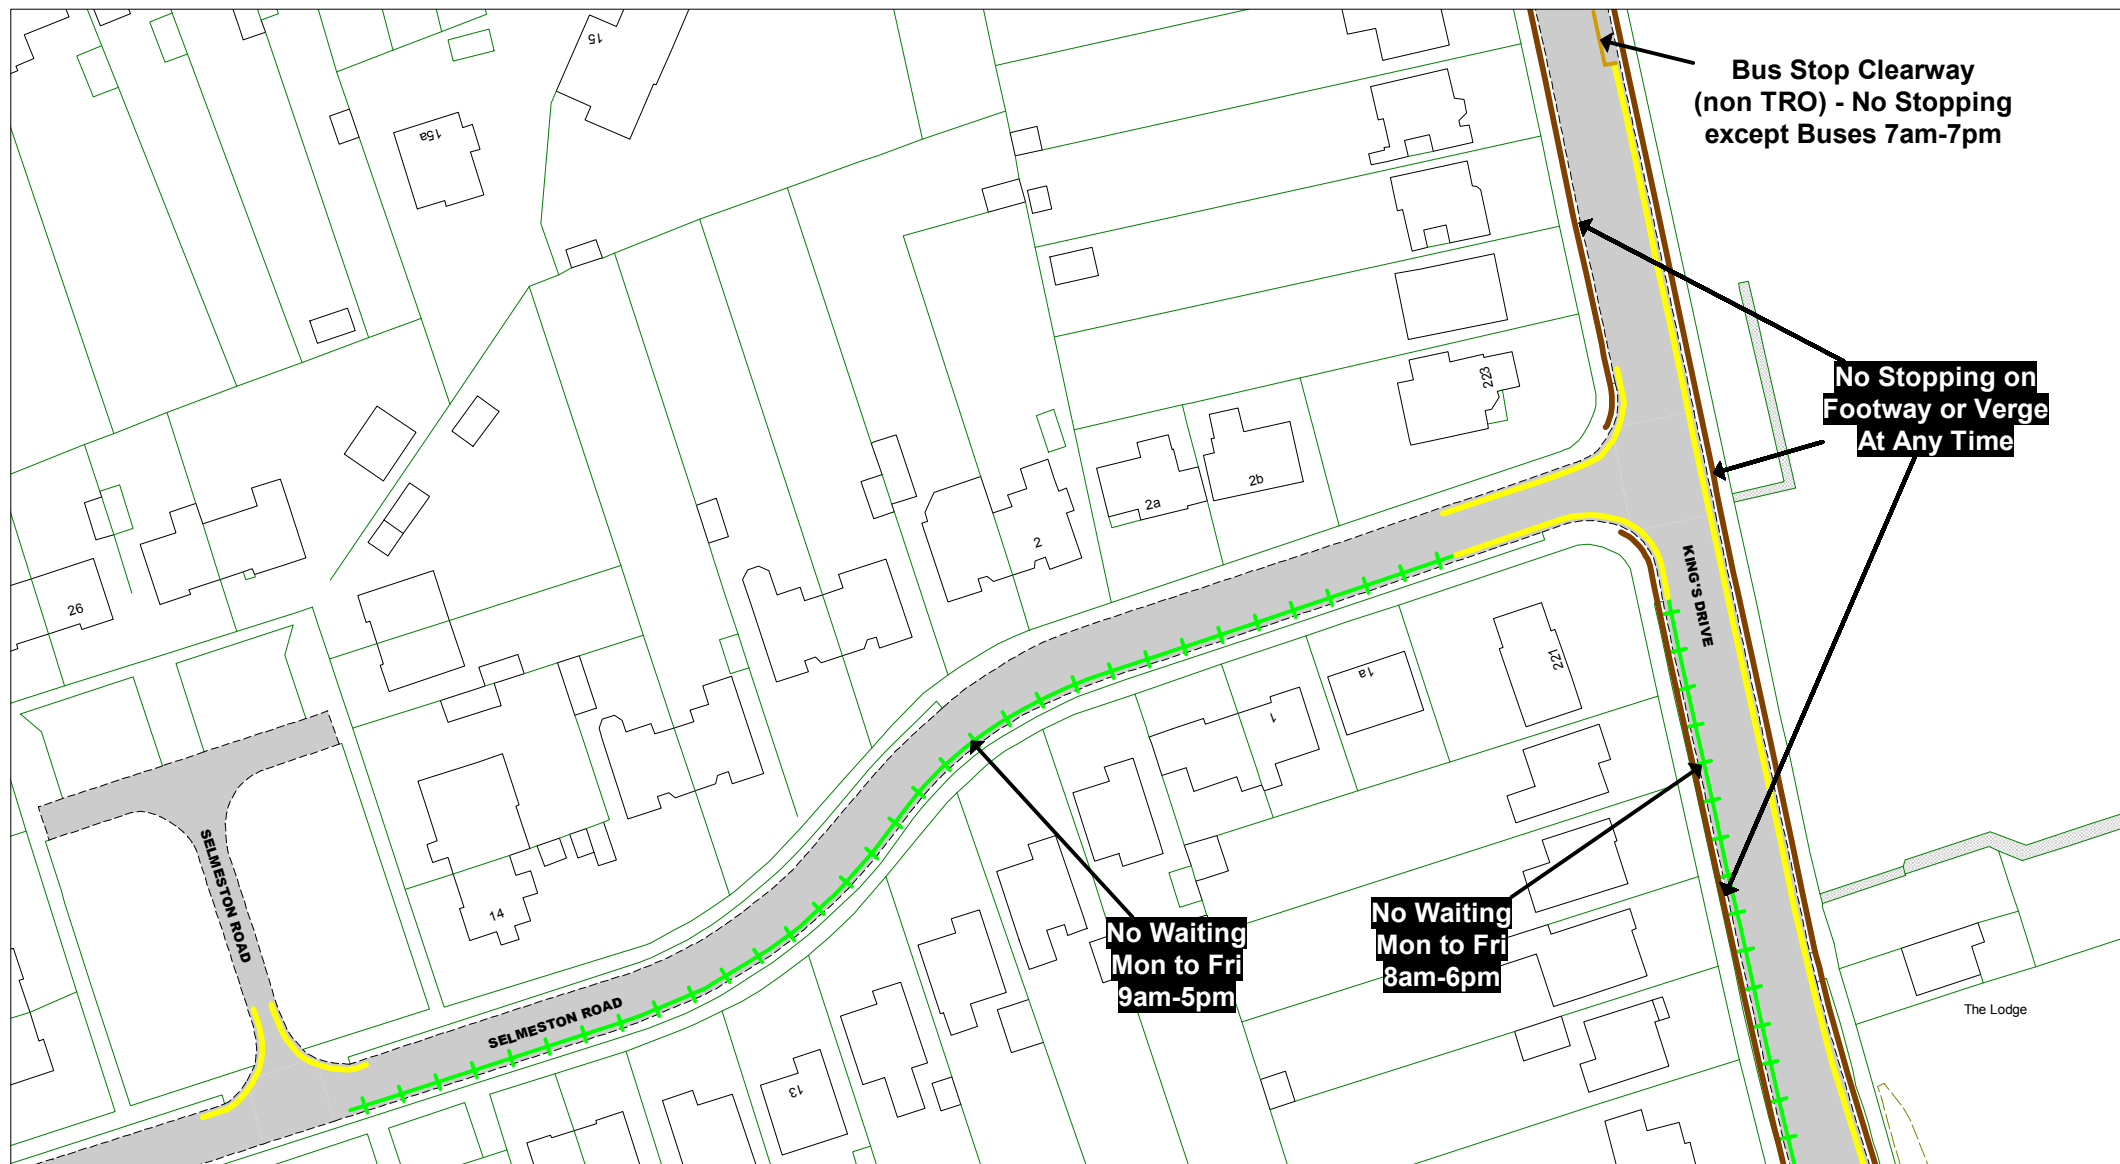 15
15a
Bus Stop Clearway
(non TRO) - No Stopping
except Buses 7am-7pm
223
No Stopping on
Footway or Verge
At Any Time
2a
2b
2
26
KING'S DRIVE
221
1a
1
SELMESTON ROAD
14
No Waiting
Mon to Fri
9am-5pm
No Waiting
Mon to Fri
8am-6pm
SELMESTON ROAD
The Lodge
13